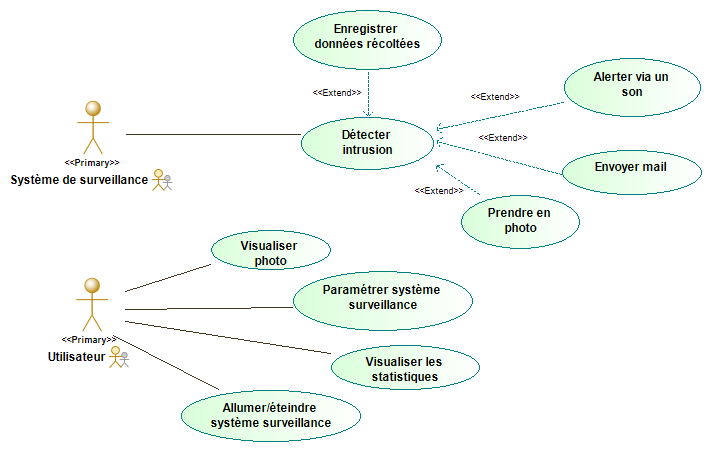 Enregistrer
données récoltées
<<Extend>>
Alerter via un
son
<<Extend>>
Détecter
intrusion
<<Extend>>
<<Primary>>
Système de surveillance
Envoyer mail
<<Extend>>
Prendre en
photo
Visualiser
photo
Paramétrer système
surveillance
<<Primary>>
Utilisateur
Visualiser les
statistiques
Allumer/éteindre
système surveillance